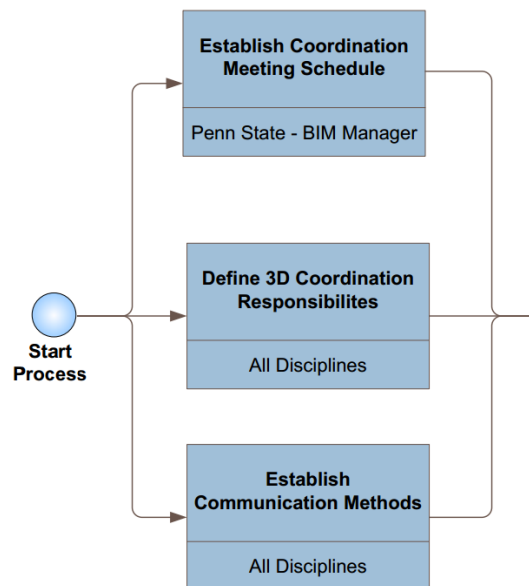 Establish Coordination
Meeting Schedule
Penn State - BIM Manager
Define 3D Coordination
Responsibilites
All Disciplines
Start
Process
Establish
Communication Methods
All Disciplines